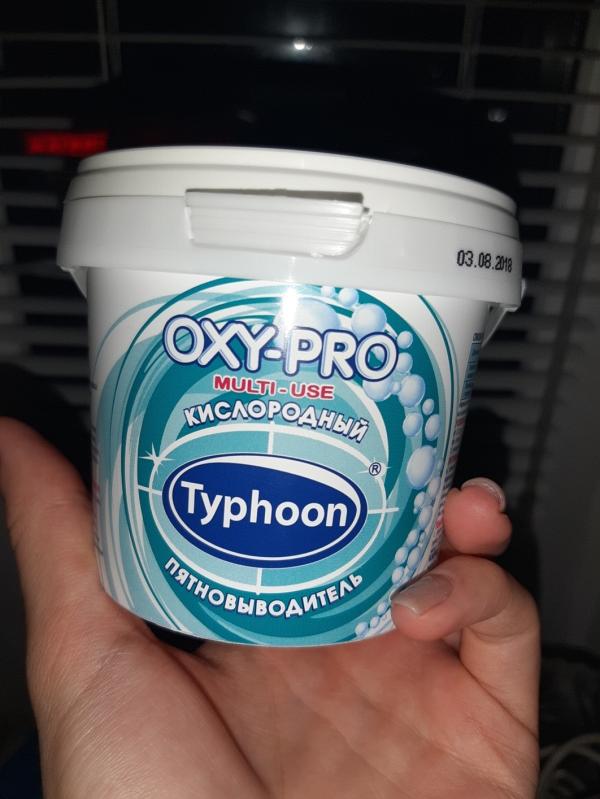 03.08.2018
OXY-PRO
MULTI-USE
КИСЛОРОДНЫЙ
Typhoon®
ПЯТНОВЫВОДИТЕЛЬ